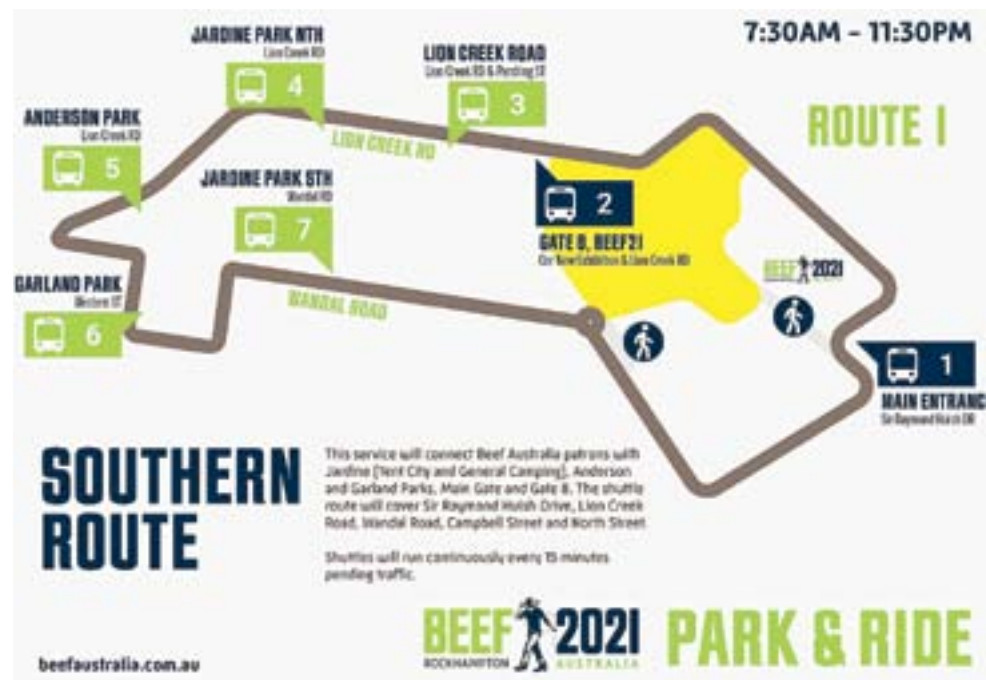 7:30AM - 11:30PM
JARDINE PARK NTH
Lion Creek RD
4
LION CREEK ROAD
Lion Creek RD & Ponding ST
3
ROUTE 1
ANDERSON PARK
Lion Creek RD
5
LION CREEK RD
JARDINE PARK STH
Wandal RD
7
2
GATE B, BEEF21
Cnr New Exhibition & Lion Creek RD
BEEF 2021
GARLAND PARK
Western ST
6
WANDAL ROAD
1
MAIN ENTRANC
Sir Raymond Huish DR
SOUTHERN
ROUTE
This service will connect Beef Australia patrons with
Jardine (Tent City and General Camping), Anderson
and Garland Parks, Main Gate and Gate B. The shuttle
route will cover Sir Raymond Huish Drive, Lion Creek
Road, Wandal Road, Campbell Street and North Street
Shuttles will run continuously every 15 minutes
pending traffic.
BEEF 2021
ROCKHAMPTON AUSTRALIA
PARK & RIDE
beefaustralia.com.au